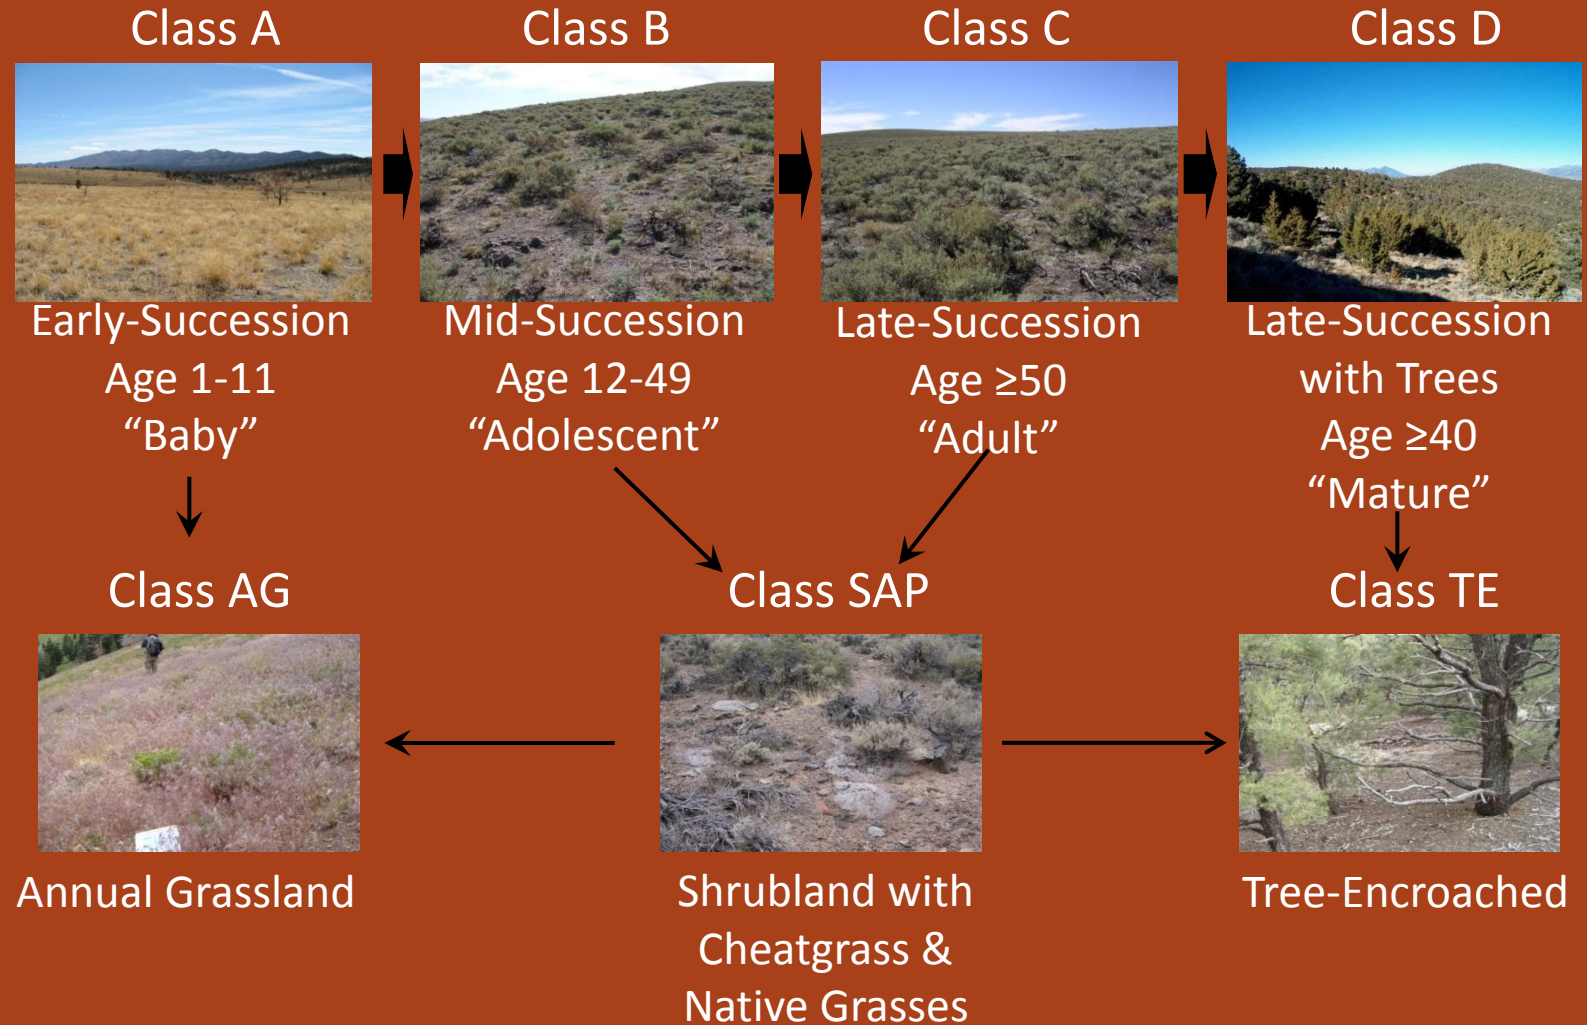 Class A
Early-Succession
Age 1-11
“Baby”
Class B
Mid-Succession
Age 12-49
“Adolescent”
Class C
Late-Succession
Age ≥50
“Adult”
Class D
Late-Succession
with Trees
Age ≥40
“Mature”
Class AG
Annual Grassland
Class SAP
Shrubland with
Cheatgrass &
Native Grasses
Class TE
Tree-Encroached